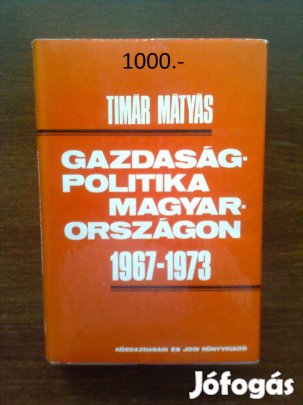 1000.-
TIMÁR MÁTYÁS
GAZDASÁG-
POLITIKA
MAGYAR-
ORSZÁGON
1967-1973
KÖZGAZDASÁGI ÉS JOGI KÖNYVKIADÓ
Jófogás